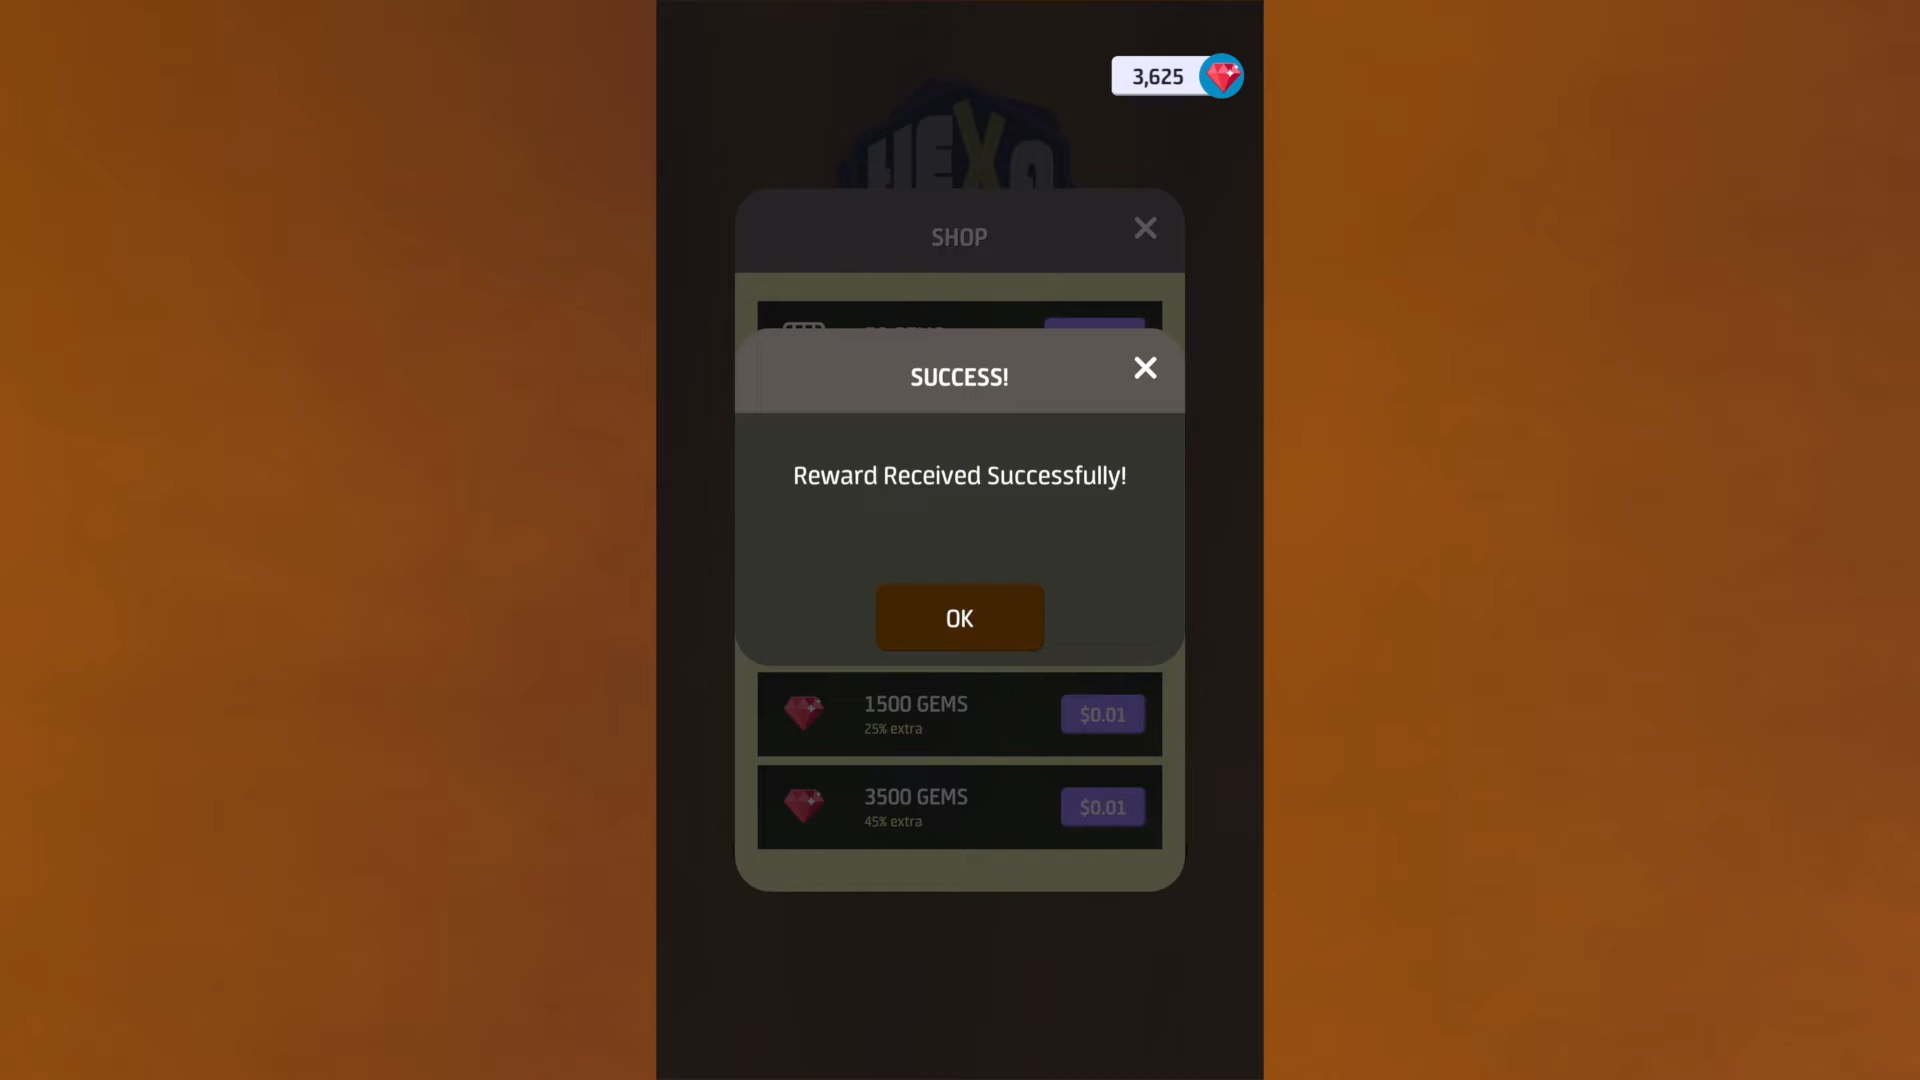 3,625
HEXA
SHOP
SUCCESS!
Reward Received Successfully!
OK
1500 GEMS
25% extra
$0.01
3500 GEMS
45% extra
$0.01